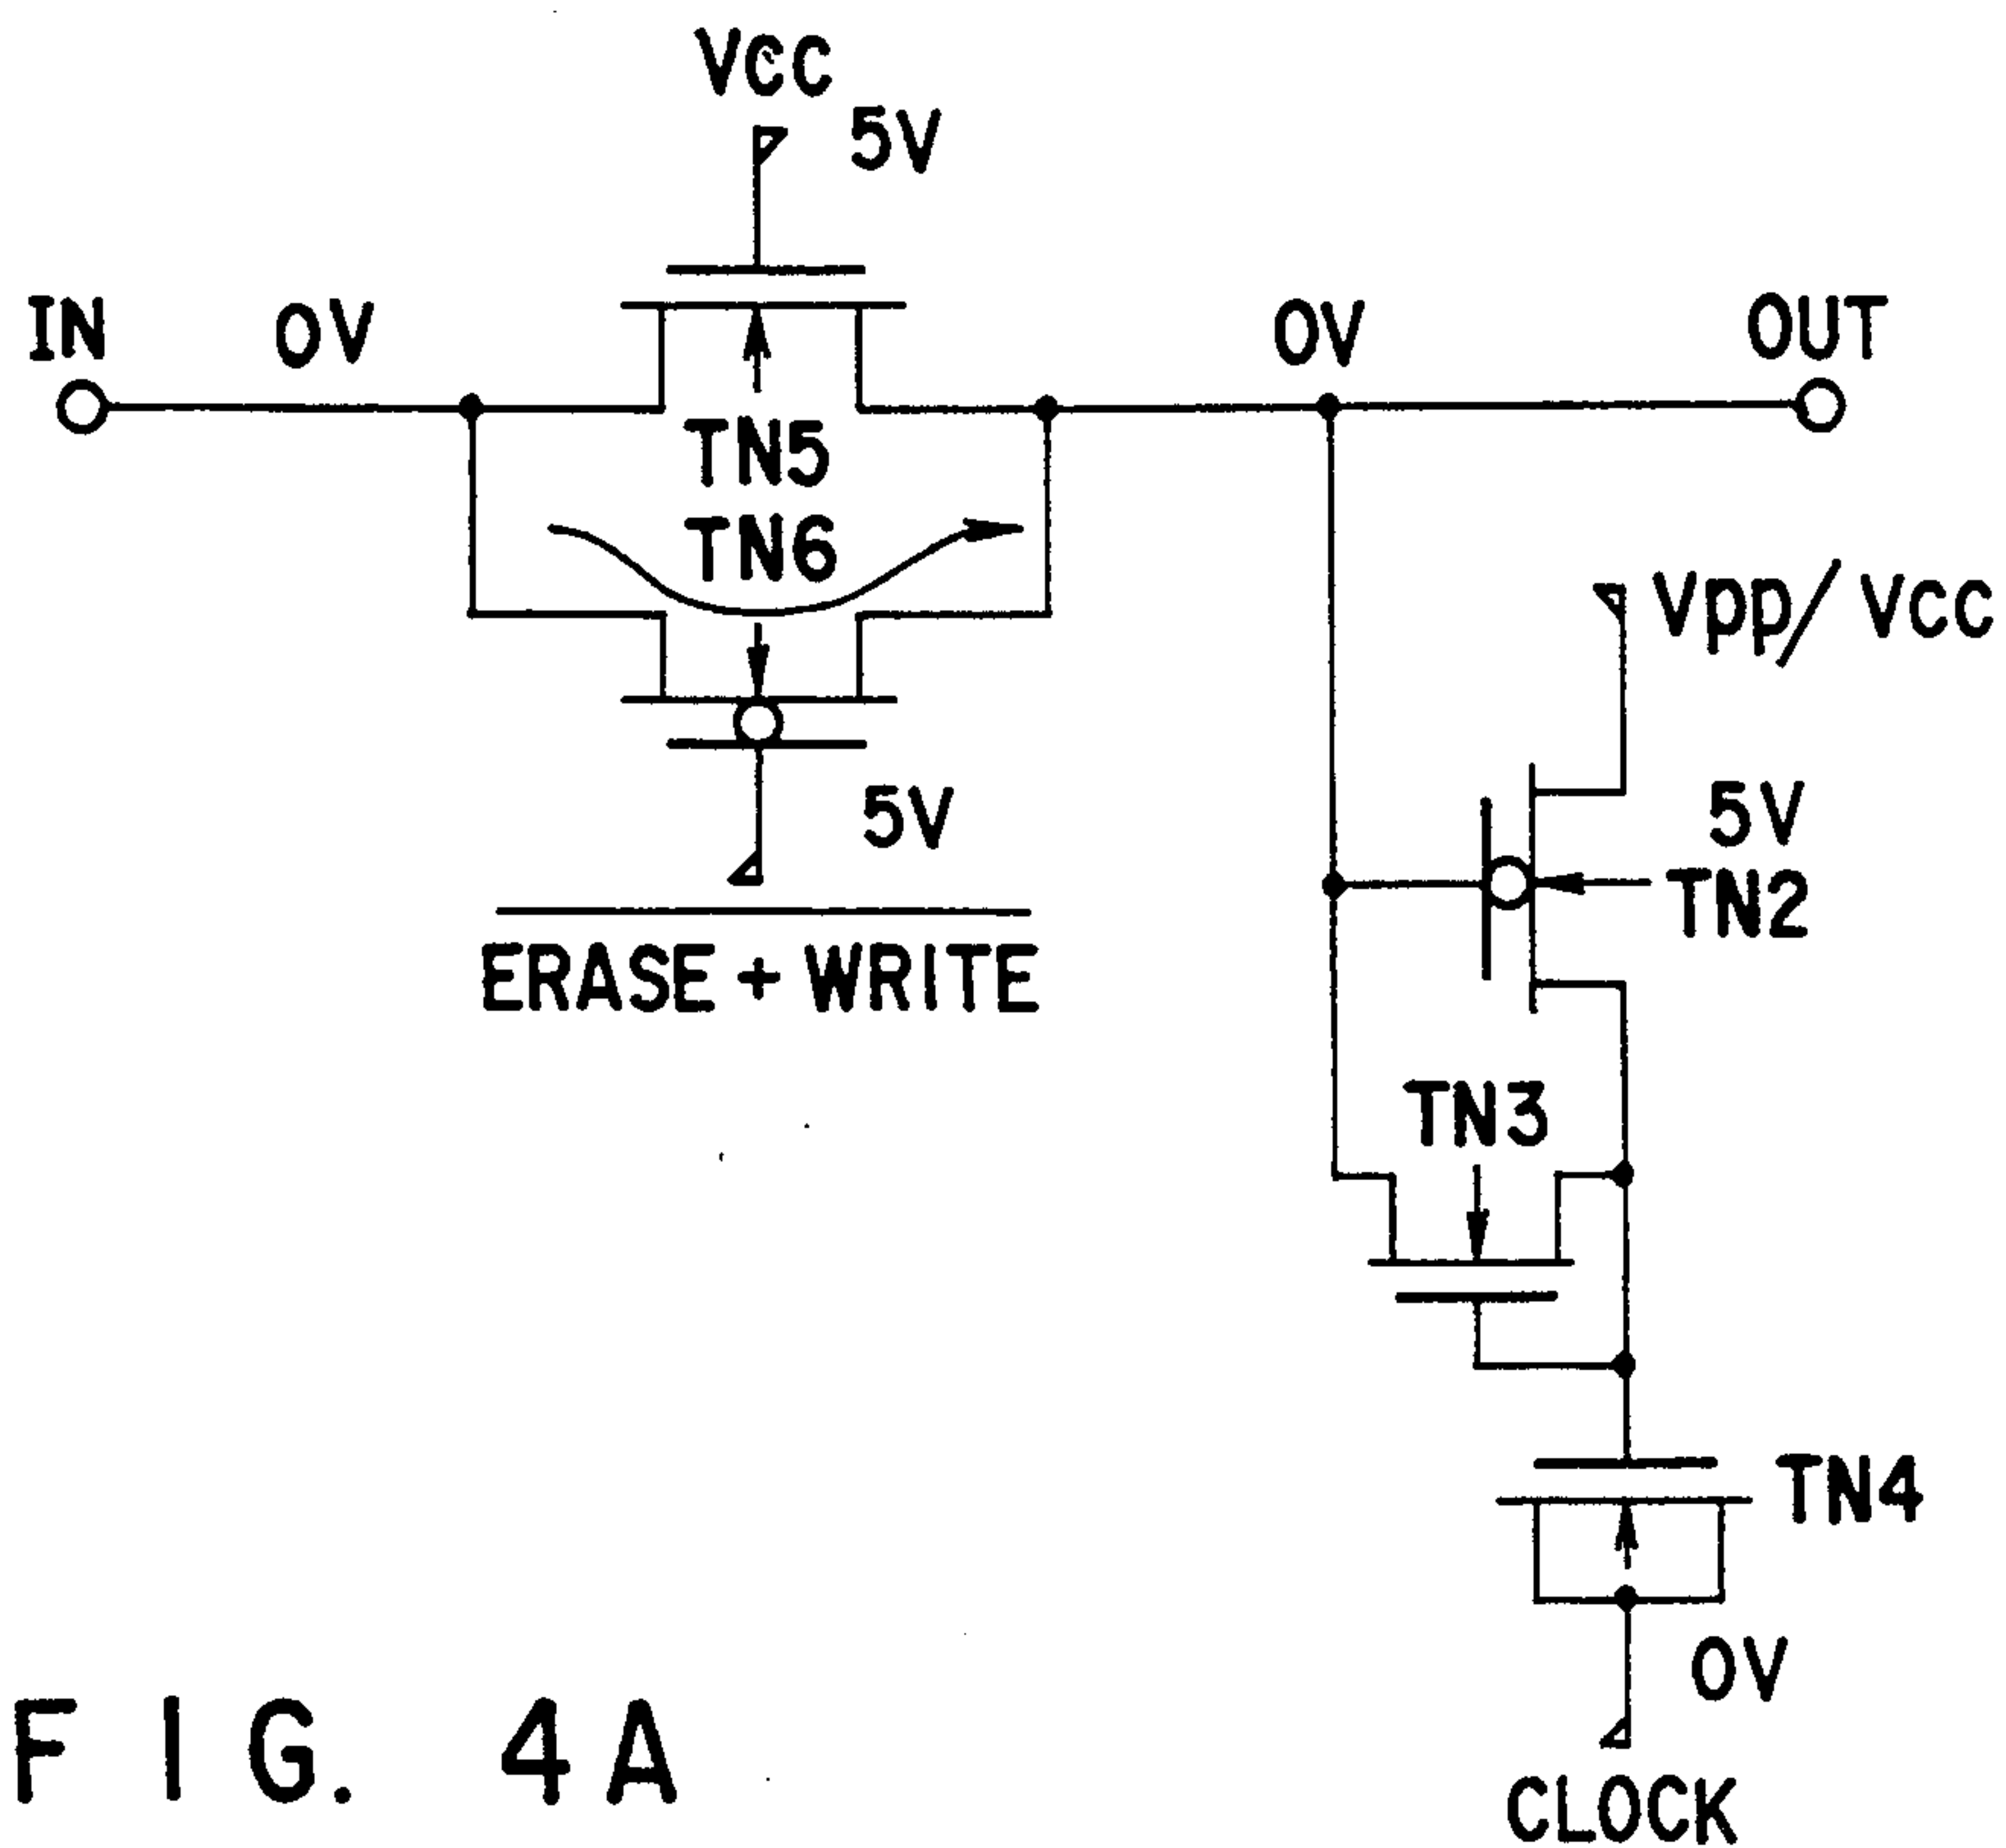 VCC
5V
IN
0V
0V
OUT
TN5
TN6
Vpp/VCC
5V
5V
TN2
ERASE + WRITE
TN3
TN4
0V
CLOCK
FIG. 4A